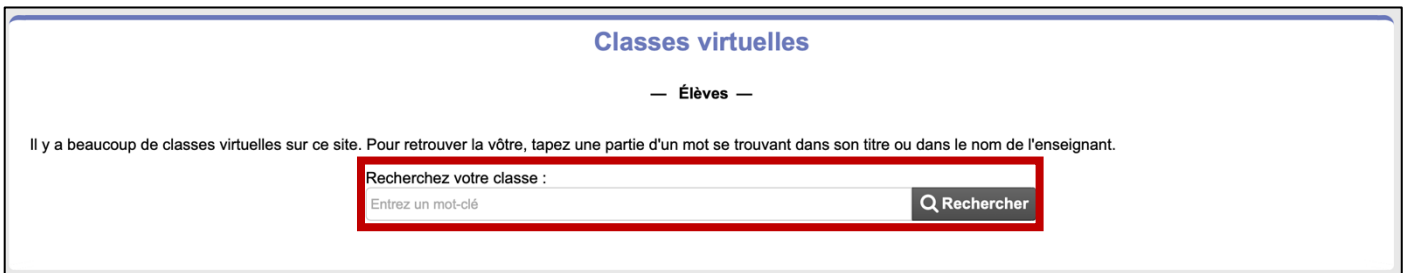 Classes virtuelles
— Élèves —
Il y a beaucoup de classes virtuelles sur ce site. Pour retrouver la vôtre, tapez une partie d'un mot se trouvant dans son titre ou dans le nom de l'enseignant.
Recherchez votre classe :
Entrez un mot-clé Rechercher